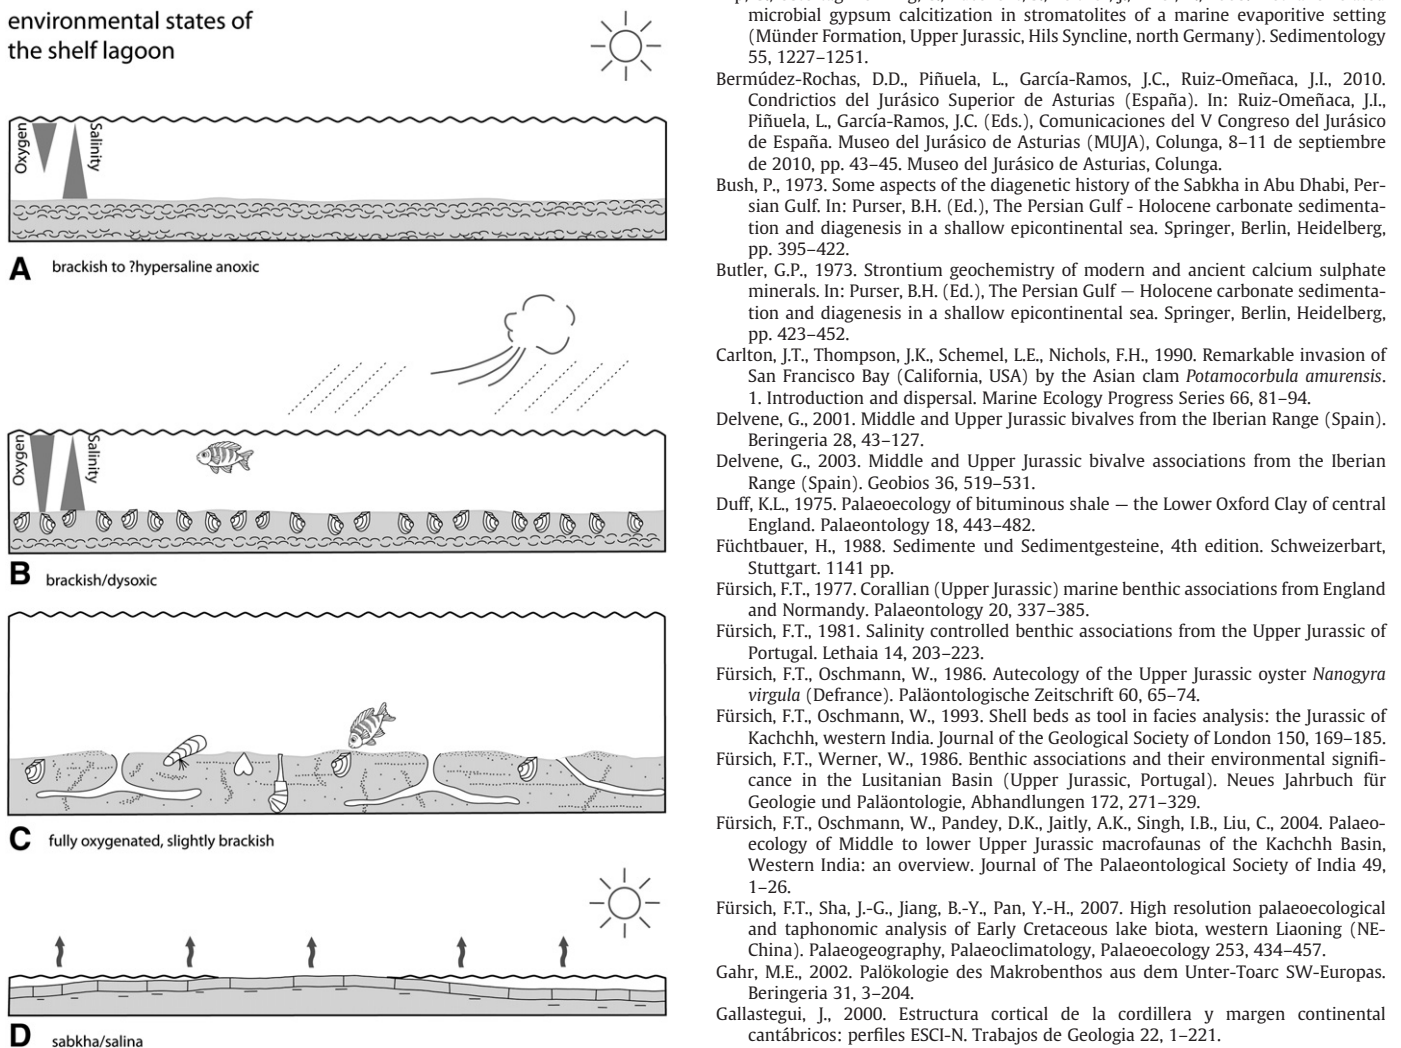 environmental states of
the shelf lagoon
Oxygen
Salinity
A brackish to ?hypersaline anoxic
Oxygen
Salinity
B brackish/dysoxic
C fully oxygenated, slightly brackish
D sabkha/salina
microbial gypsum calcitization in stromatolites of a marine evaporitive setting
(Münder Formation, Upper Jurassic, Hils Syncline, north Germany). Sedimentology
55, 1227–1251.
Bermúdez-Rochas, D.D., Piñuela, L., García-Ramos, J.C., Ruiz-Omeñaca, J.I., 2010.
Condrictios del Jurásico Superior de Asturias (España). In: Ruiz-Omeñaca, J.I.,
Piñuela, L., García-Ramos, J.C. (Eds.), Comunicaciones del V Congreso del Jurásico
de España. Museo del Jurásico de Asturias (MUJA), Colunga, 8–11 de septiembre
de 2010, pp. 43–45. Museo del Jurásico de Asturias, Colunga.
Bush, P., 1973. Some aspects of the diagenetic history of the Sabkha in Abu Dhabi, Per-
sian Gulf. In: Purser, B.H. (Ed.), The Persian Gulf - Holocene carbonate sedimenta-
tion and diagenesis in a shallow epicontinental sea. Springer, Berlin, Heidelberg,
pp. 395–422.
Butler, G.P., 1973. Strontium geochemistry of modern and ancient calcium sulphate
minerals. In: Purser, B.H. (Ed.), The Persian Gulf — Holocene carbonate sedimenta-
tion and diagenesis in a shallow epicontinental sea. Springer, Berlin, Heidelberg,
pp. 423–452.
Carlton, J.T., Thompson, J.K., Schemel, L.E., Nichols, F.H., 1990. Remarkable invasion of
San Francisco Bay (California, USA) by the Asian clam Potamocorbula amurensis.
1. Introduction and dispersal. Marine Ecology Progress Series 66, 81–94.
Delvene, G., 2001. Middle and Upper Jurassic bivalves from the Iberian Range (Spain).
Beringeria 28, 43–127.
Delvene, G., 2003. Middle and Upper Jurassic bivalve associations from the Iberian
Range (Spain). Geobios 36, 519–531.
Duff, K.L., 1975. Palaeoecology of bituminous shale — the Lower Oxford Clay of central
England. Palaeontology 18, 443–482.
Füchtbauer, H., 1988. Sedimente und Sedimentgesteine, 4th edition. Schweizerbart,
Stuttgart. 1141 pp.
Fürsich, F.T., 1977. Corallian (Upper Jurassic) marine benthic associations from England
and Normandy. Palaeontology 20, 337–385.
Fürsich, F.T., 1981. Salinity controlled benthic associations from the Upper Jurassic of
Portugal. Lethaia 14, 203–223.
Fürsich, F.T., Oschmann, W., 1986. Autecology of the Upper Jurassic oyster Nanogyra
virgula (Defrance). Paläontologische Zeitschrift 60, 65–74.
Fürsich, F.T., Oschmann, W., 1993. Shell beds as tool in facies analysis: the Jurassic of
Kachchh, western India. Journal of the Geological Society of London 150, 169–185.
Fürsich, F.T., Werner, W., 1986. Benthic associations and their environmental signifi-
cance in the Lusitanian Basin (Upper Jurassic, Portugal). Neues Jahrbuch für
Geologie und Paläontologie, Abhandlungen 172, 271–329.
Fürsich, F.T., Oschmann, W., Pandey, D.K., Jaitly, A.K., Singh, I.B., Liu, C., 2004. Palaeo-
ecology of Middle to lower Upper Jurassic macrofaunas of the Kachchh Basin,
Western India: an overview. Journal of The Palaeontological Society of India 49,
1–26.
Fürsich, F.T., Sha, J.-G., Jiang, B.-Y., Pan, Y.-H., 2007. High resolution palaeoecological
and taphonomic analysis of Early Cretaceous lake biota, western Liaoning (NE-
China). Palaeogeography, Palaeoclimatology, Palaeoecology 253, 434–457.
Gahr, M.E., 2002. Palökologie des Makrobenthos aus dem Unter-Toarc SW-Europas.
Beringeria 31, 3–204.
Gallastegui, J., 2000. Estructura cortical de la cordillera y margen continental
cantábricos: perfiles ESCI-N. Trabajos de Geologia 22, 1–221.